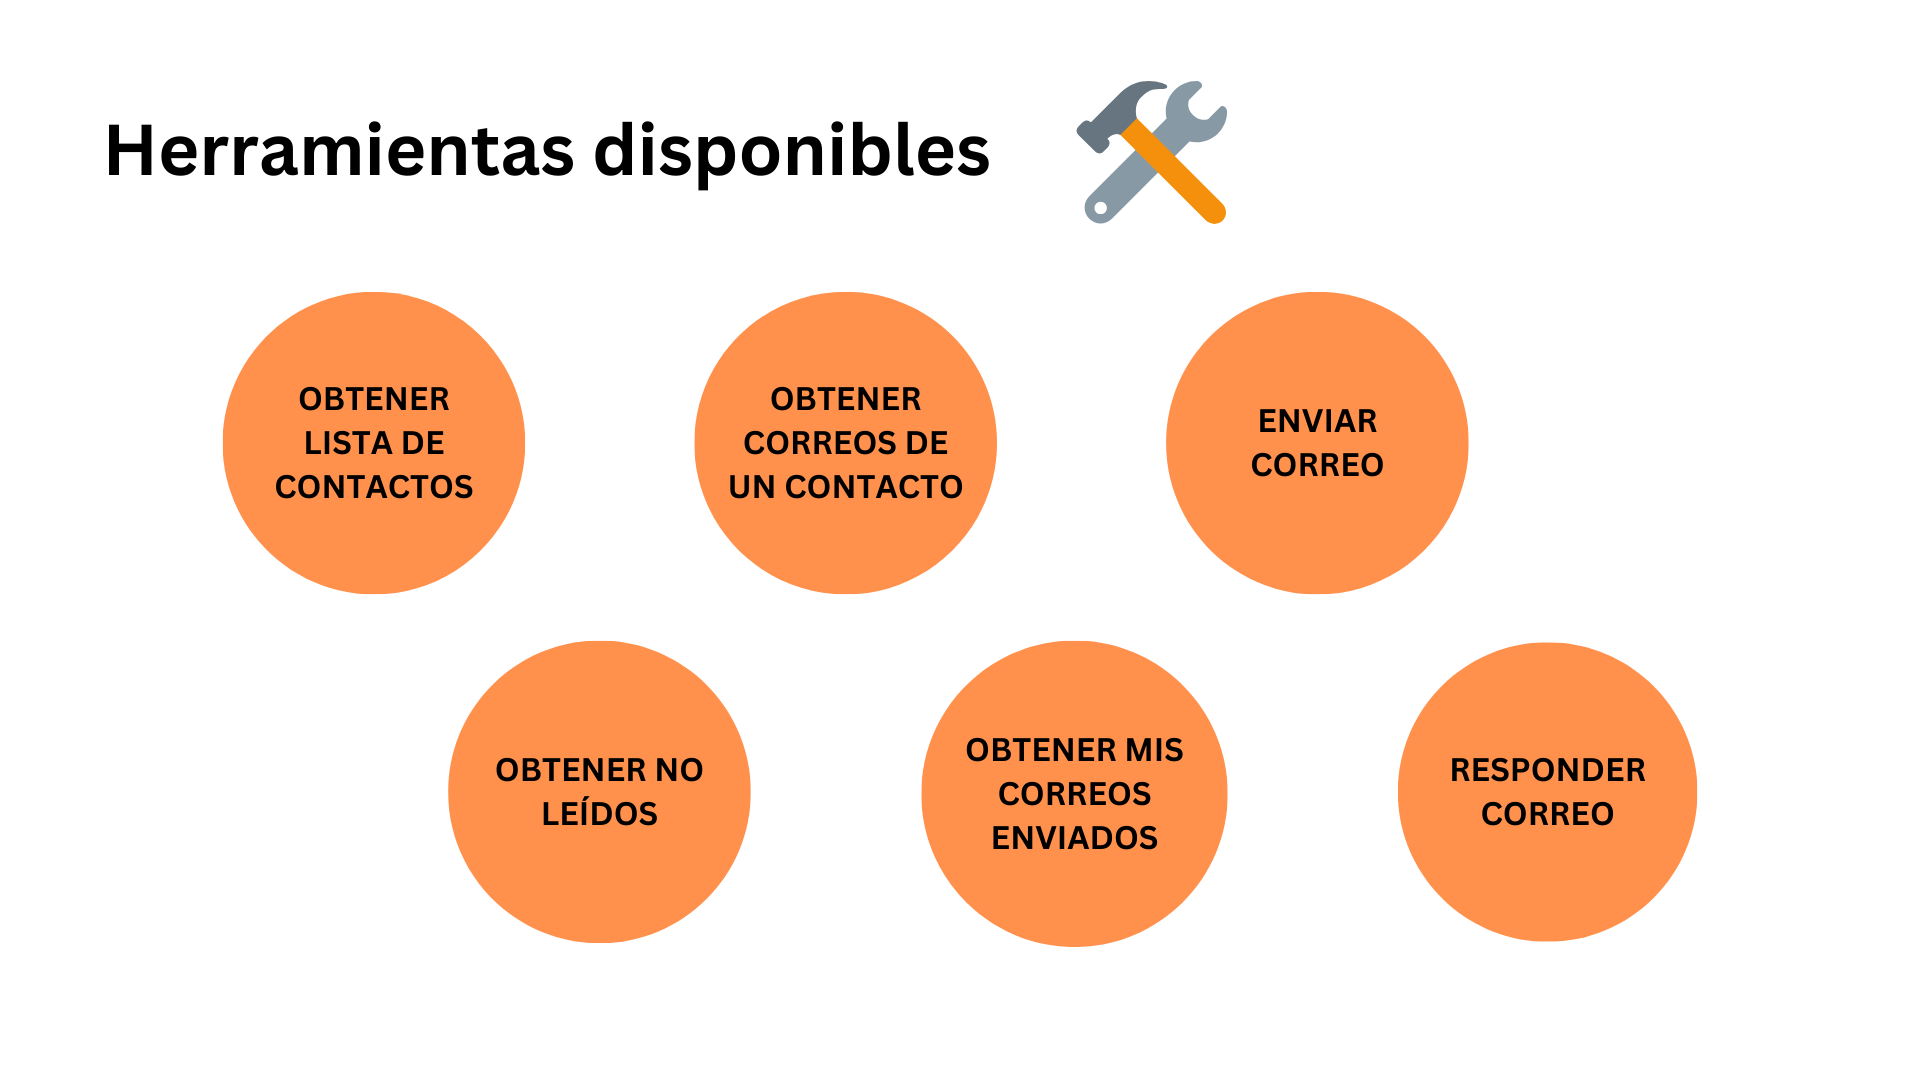 Herramientas disponibles
OBTENER
LISTA DE
CONTACTOS
OBTENER
CORREOS DE
UN CONTACTO
ENVIAR
CORREO
OBTENER NO
LEÍDOS
OBTENER MIS
CORREOS
ENVIADOS
RESPONDER
CORREO